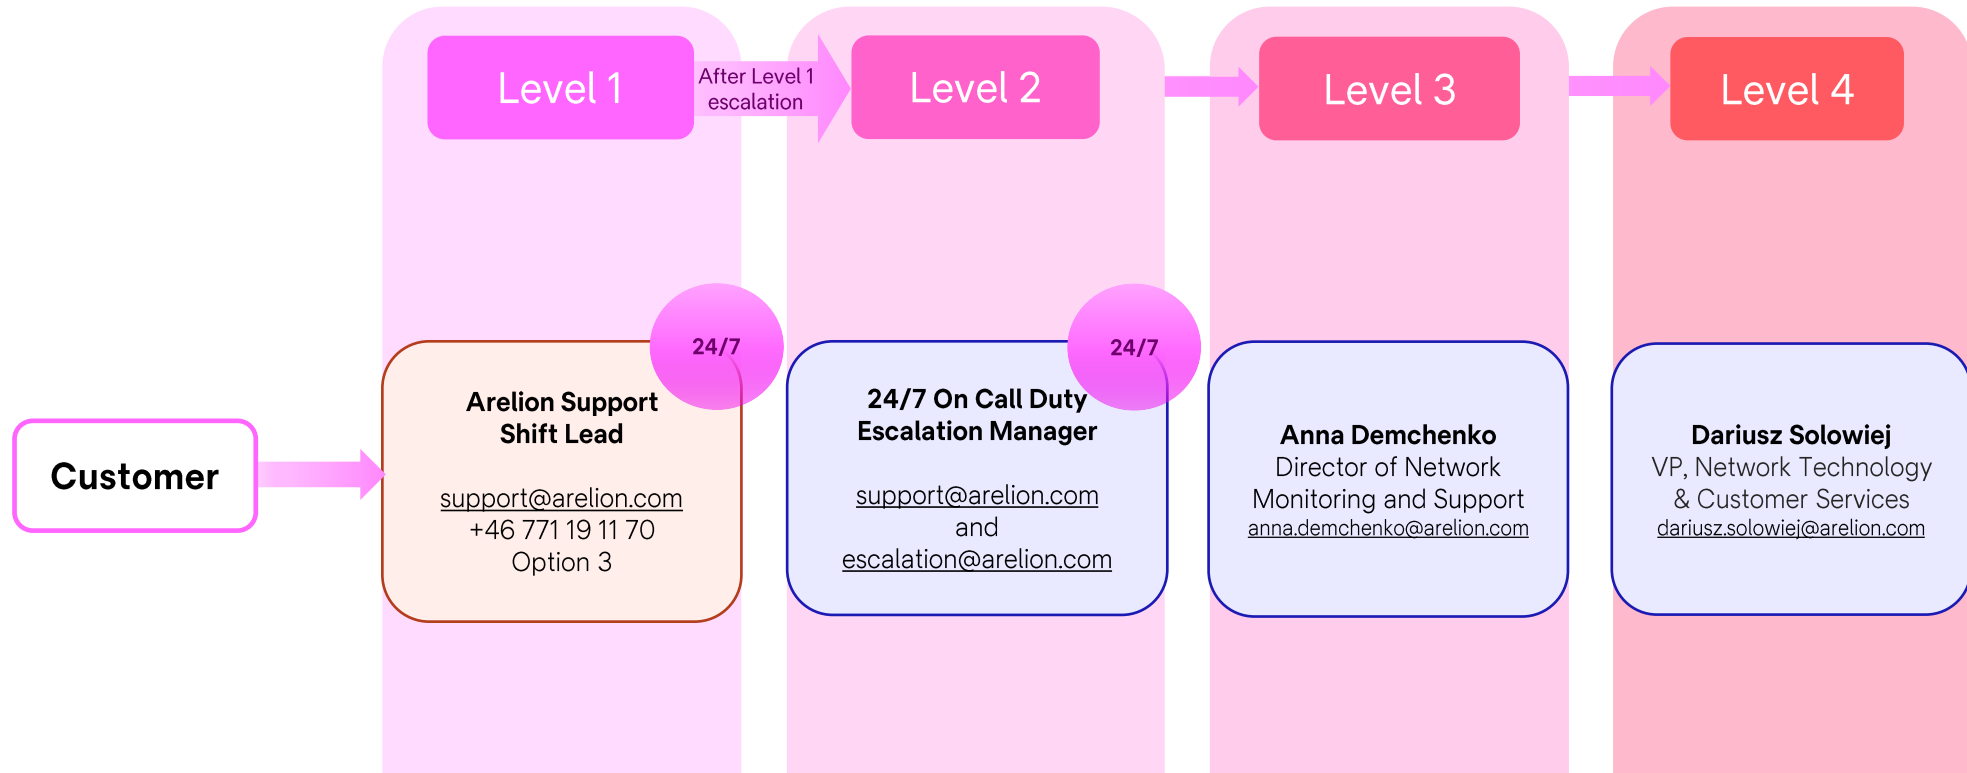 Level 1
After Level 1
escalation
Level 2
Level 3
Level 4
Customer
24/7
Arelion Support
Shift Lead
support@arelion.com
+46 771 19 11 70
Option 3
24/7
24/7 On Call Duty
Escalation Manager
support@arelion.com
and
escalation@arelion.com
Anna Demchenko
Director of Network
Monitoring and Support
anna.demchenko@arelion.com
Dariusz Solowiej
VP, Network Technology
& Customer Services
dariusz.solowiej@arelion.com